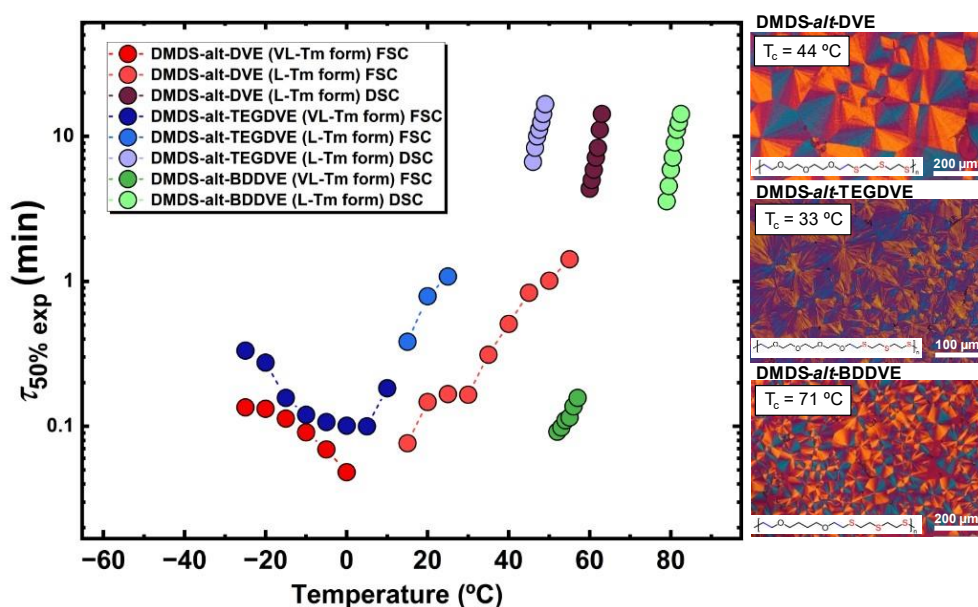 DMDS-alt-DVE (VL-Tm form) FSC
DMDS-alt-DVE (L-Tm form) FSC
DMDS-alt-DVE (L-Tm form) DSC
DMDS-alt-TEGDVE (VL-Tm form) FSC
DMDS-alt-TEGDVE (L-Tm form) FSC
DMDS-alt-TEGDVE (L-Tm form) DSC
DMDS-alt-BDDVE (VL-Tm form) FSC
DMDS-alt-BDDVE (L-Tm form) DSC
10
1
0.1
τ50% exp (min)
−60 −40 −20 0 20 40 60 80
Temperature (ºC)
DMDS-alt-DVE
Tc = 44 ºC
O O O S S S n
200 µm
DMDS-alt-TEGDVE
Tc = 33 ºC
O O O O S S S n
100 µm
DMDS-alt-BDDVE
Tc = 71 ºC
O O S S S n
200 µm